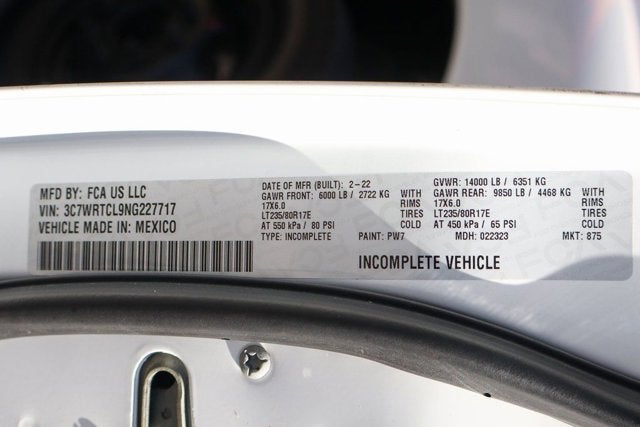 MFD BY: FCA US LLC
VIN: 3C7WRTCL9NG227717
VEHICLE MADE IN: MEXICO
DATE OF MFR (BUILT): 2-22
GAWR FRONT: 6000 LB / 2722 KG WITH
17X6.0 RIMS
LT235/80R17E TIRES
AT 550 kPa / 80 PSI COLD
TYPE: INCOMPLETE PAINT: PW7
GVWR: 14000 LB / 6351 KG
GAWR REAR: 9850 LB / 4468 KG WITH
17X6.0 RIMS
LT235/80R17E TIRES
AT 450 kPa / 65 PSI COLD
MDH: 022323 MKT: 875
INCOMPLETE VEHICLE